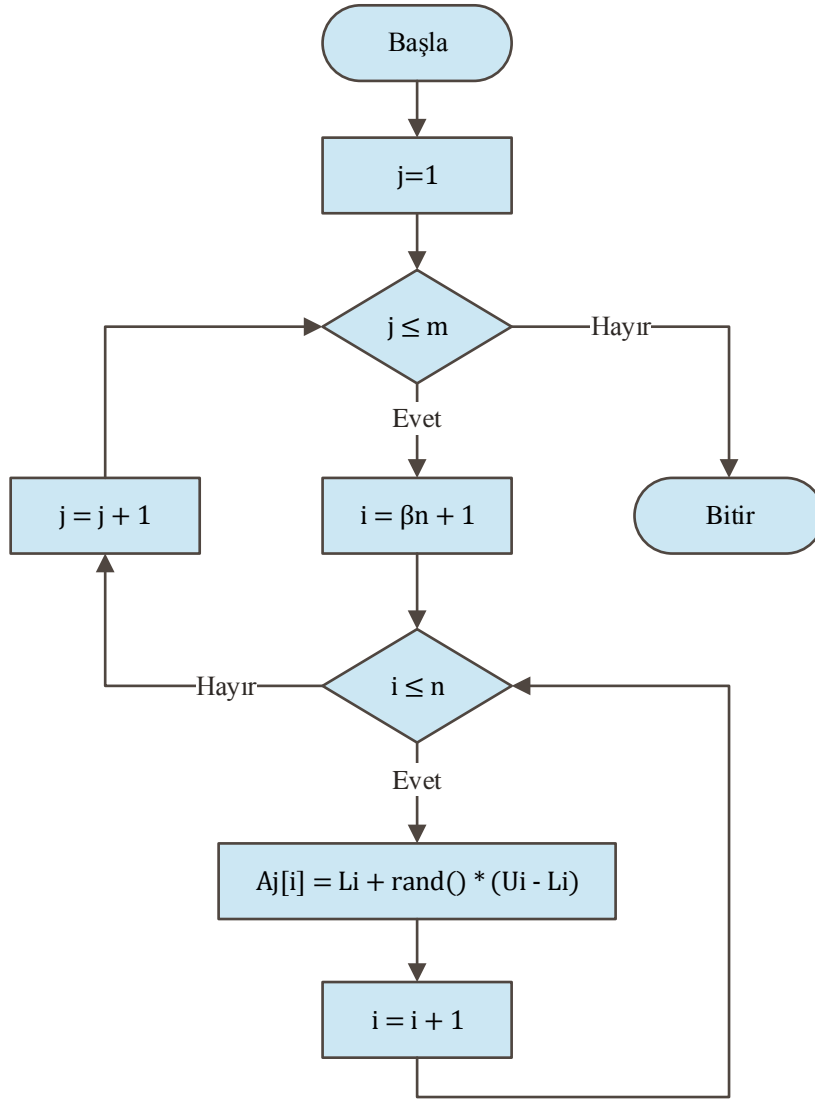 Başla
j=1
j ≤ m
Hayır
Evet
j = j + 1
i = βn + 1
Bitir
i ≤ n
Hayır
Evet
Aj[i] = Li + rand() * (Ui - Li)
i = i + 1